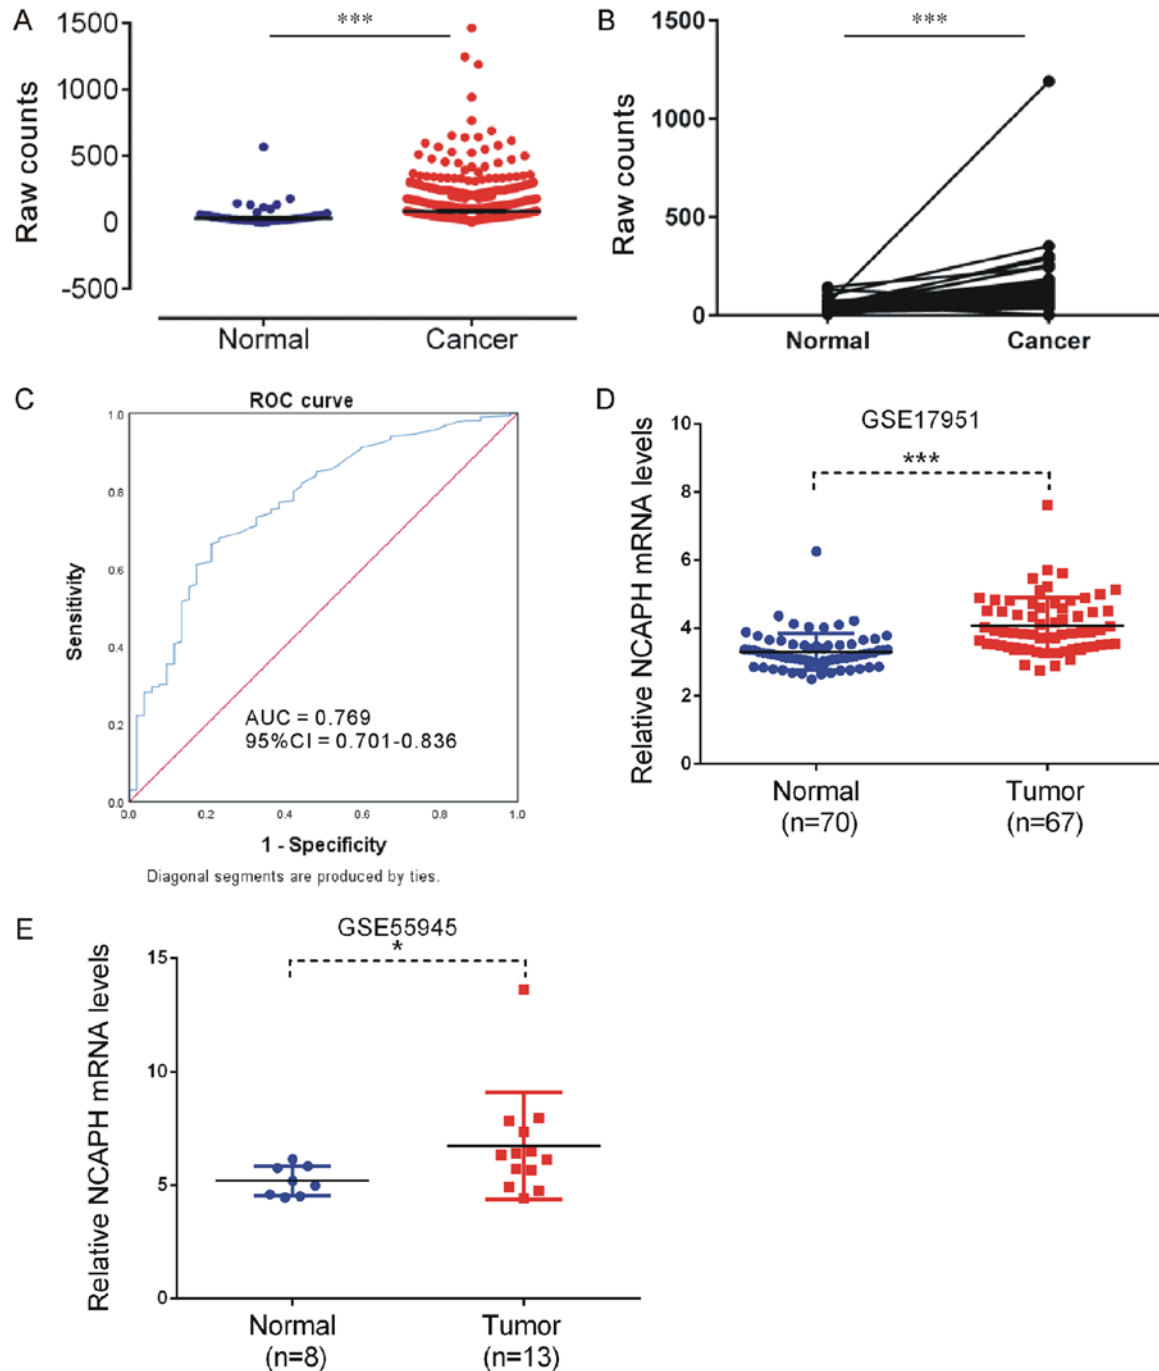 A
***
Raw counts
1500
1000
500
0
-500
Normal
Cancer
B
***
Raw counts
1500
1000
500
0
Normal
Cancer
C
ROC curve
Sensitivity
1.0
0.8
0.6
0.4
0.2
0.0
AUC = 0.769
95%CI = 0.701-0.836
0.0
0.2
0.4
0.6
0.8
1.0
1 - Specificity
Diagonal segments are produced by ties.
D
GSE17951
***
Relative NCAPH mRNA levels
10
8
6
4
2
0
Normal
(n=70)
Tumor
(n=67)
E
GSE55945
*
Relative NCAPH mRNA levels
15
10
5
0
Normal
(n=8)
Tumor
(n=13)